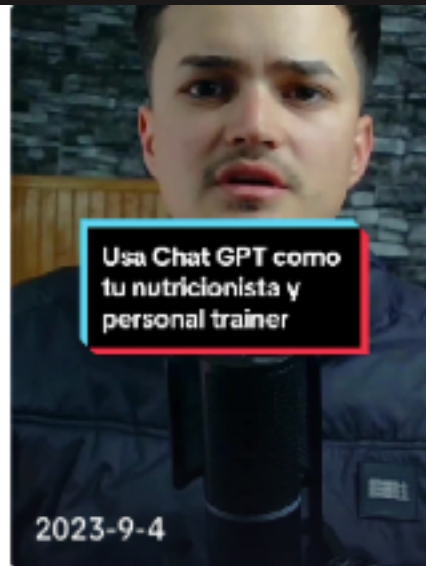 Usa Chat GPT como
tu nutricionista y
personal trainer
2023-9-4